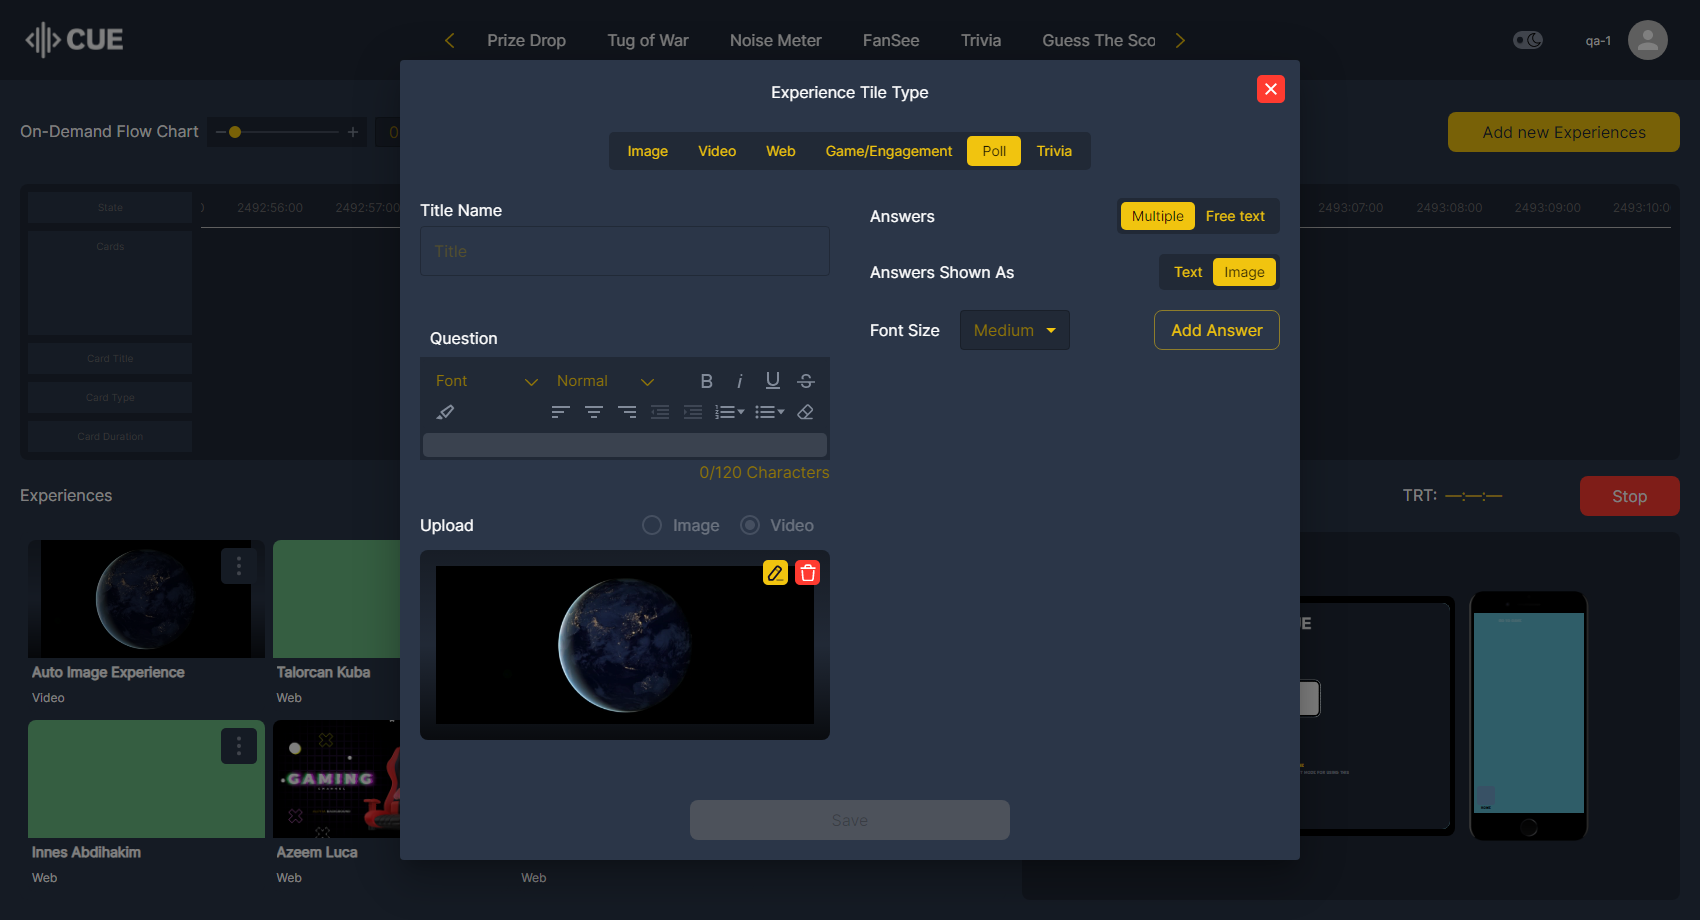 CUE
Prize Drop
Tug of War
Noise Meter
FanSee
Trivia
Guess The Sco
qa-1
On-Demand Flow Chart
Add new Experiences
State
2492:56:00
2492:57:00
2493:07:00
2493:08:00
2493:09:00
2493:10:0
Cards
Card Title
Card Type
Card Duration
Experience Tile Type
Image
Video
Web
Game/Engagement
Poll
Trivia
Title Name
Title
Question
Font
Normal
B
i
U
S
0/120 Characters
Upload
Image
Video
Answers
Multiple
Free text
Answers Shown As
Text
Image
Font Size
Medium
Add Answer
Save
Experiences
TRT: —:—:—
Stop
Auto Image Experience
Video
Talorcan Kuba
Web
GAMING
Innes Abdihakim
Web
Azeem Luca
Web
Web